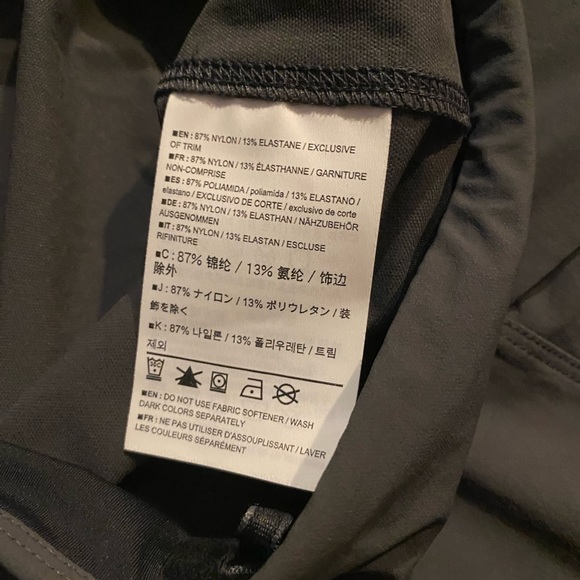 ■EN : 87% NYLON / 13% ELASTANE / EXCLUSIVE
OF TRIM
■FR : 87% NYLON / 13% ÉLASTHANNE / GARNITURE
NON-COMPRISE
■ES : 87% POLIAMIDA / poliamida / 13% ELASTANO /
elastano / EXCLUSIVO DE CORTE / exclusivo de corte
■DE : 87% NYLON / 13% ELASTHAN / NÄHZUBEHÖR
AUSGENOMMEN
■IT : 87% NYLON / 13% ELASTAN / ESCLUSE
RIFINITURE
■C : 87% 锦纶 / 13% 氨纶 / 饰边
除外
■J : 87% ナイロン / 13% ポリウレタン / 装
飾を除く
■K : 87% 나일론 / 13% 폴리우레탄 / 트림
제외
■EN : DO NOT USE FABRIC SOFTENER / WASH
DARK COLORS SEPARATELY
■FR : NE PAS UTILISER D'ASSOUPLISSANT / LAVER
LES COULEURS SÉPARÉMENT